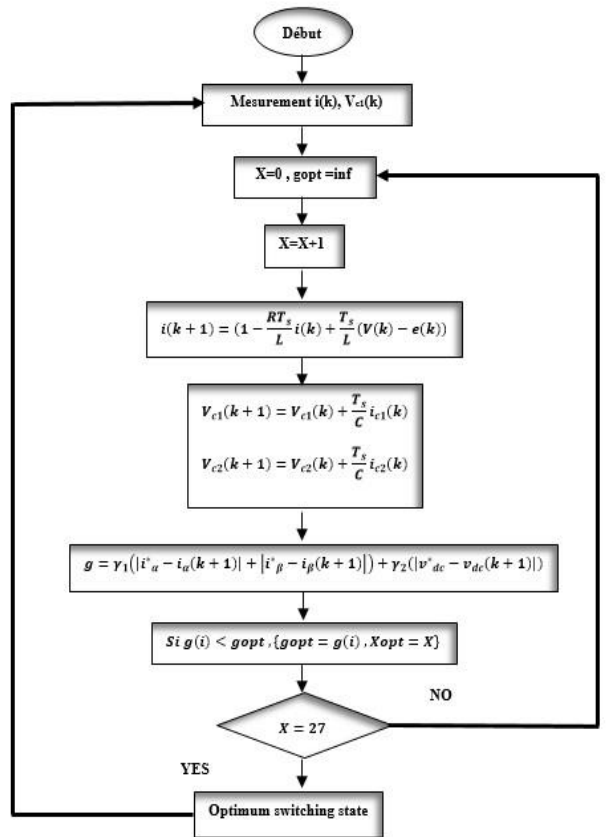 Début
Mesurement i(k), Vc1(k)
X=0 , gopt =inf
X=X+1
i(k + 1) = (1 − RTs/L i(k) + Ts/L (V(k) − e(k))
Vc1(k + 1) = Vc1(k) + Ts/C ic1(k)
Vc2(k + 1) = Vc2(k) + Ts/C ic2(k)
g = γ1(|i*α − iα(k + 1)| + |i*β − iβ(k + 1)|) + γ2(|v*dc − vdc(k + 1)|)
Si g(i) < gopt ,{gopt = g(i) , Xopt = X}
NO
X = 27
YES
Optimum switching state